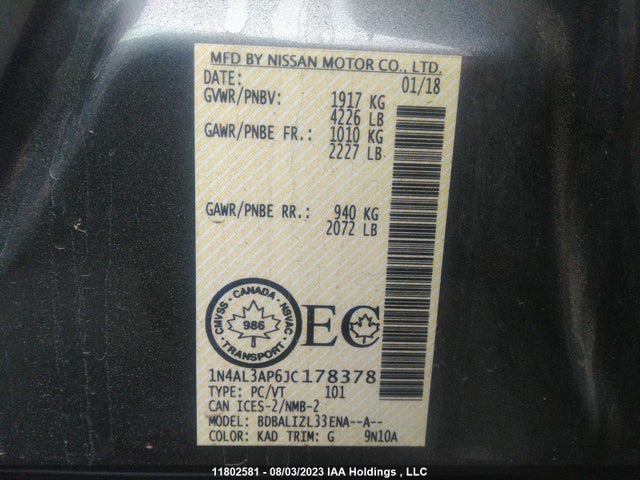 MFD BY NISSAN MOTOR CO., LTD.
DATE: 01/18
GVWR/PNBV: 1917 KG
4226 LB
GAWR/PNBE FR.: 1010 KG
2227 LB
GAWR/PNBE RR.: 940 KG
2072 LB
CMVSS · CANADA · NSVAC
986
TRANSPORT
EC
1N4AL3AP6JC178378
TYPE: PC/VT 101
CAN ICES-2/NMB-2
MODEL: BDBALIZL33ENA--A--
COLOR: KAD TRIM: G 9N10A
11802581 - 08/03/2023 IAA Holdings , LLC